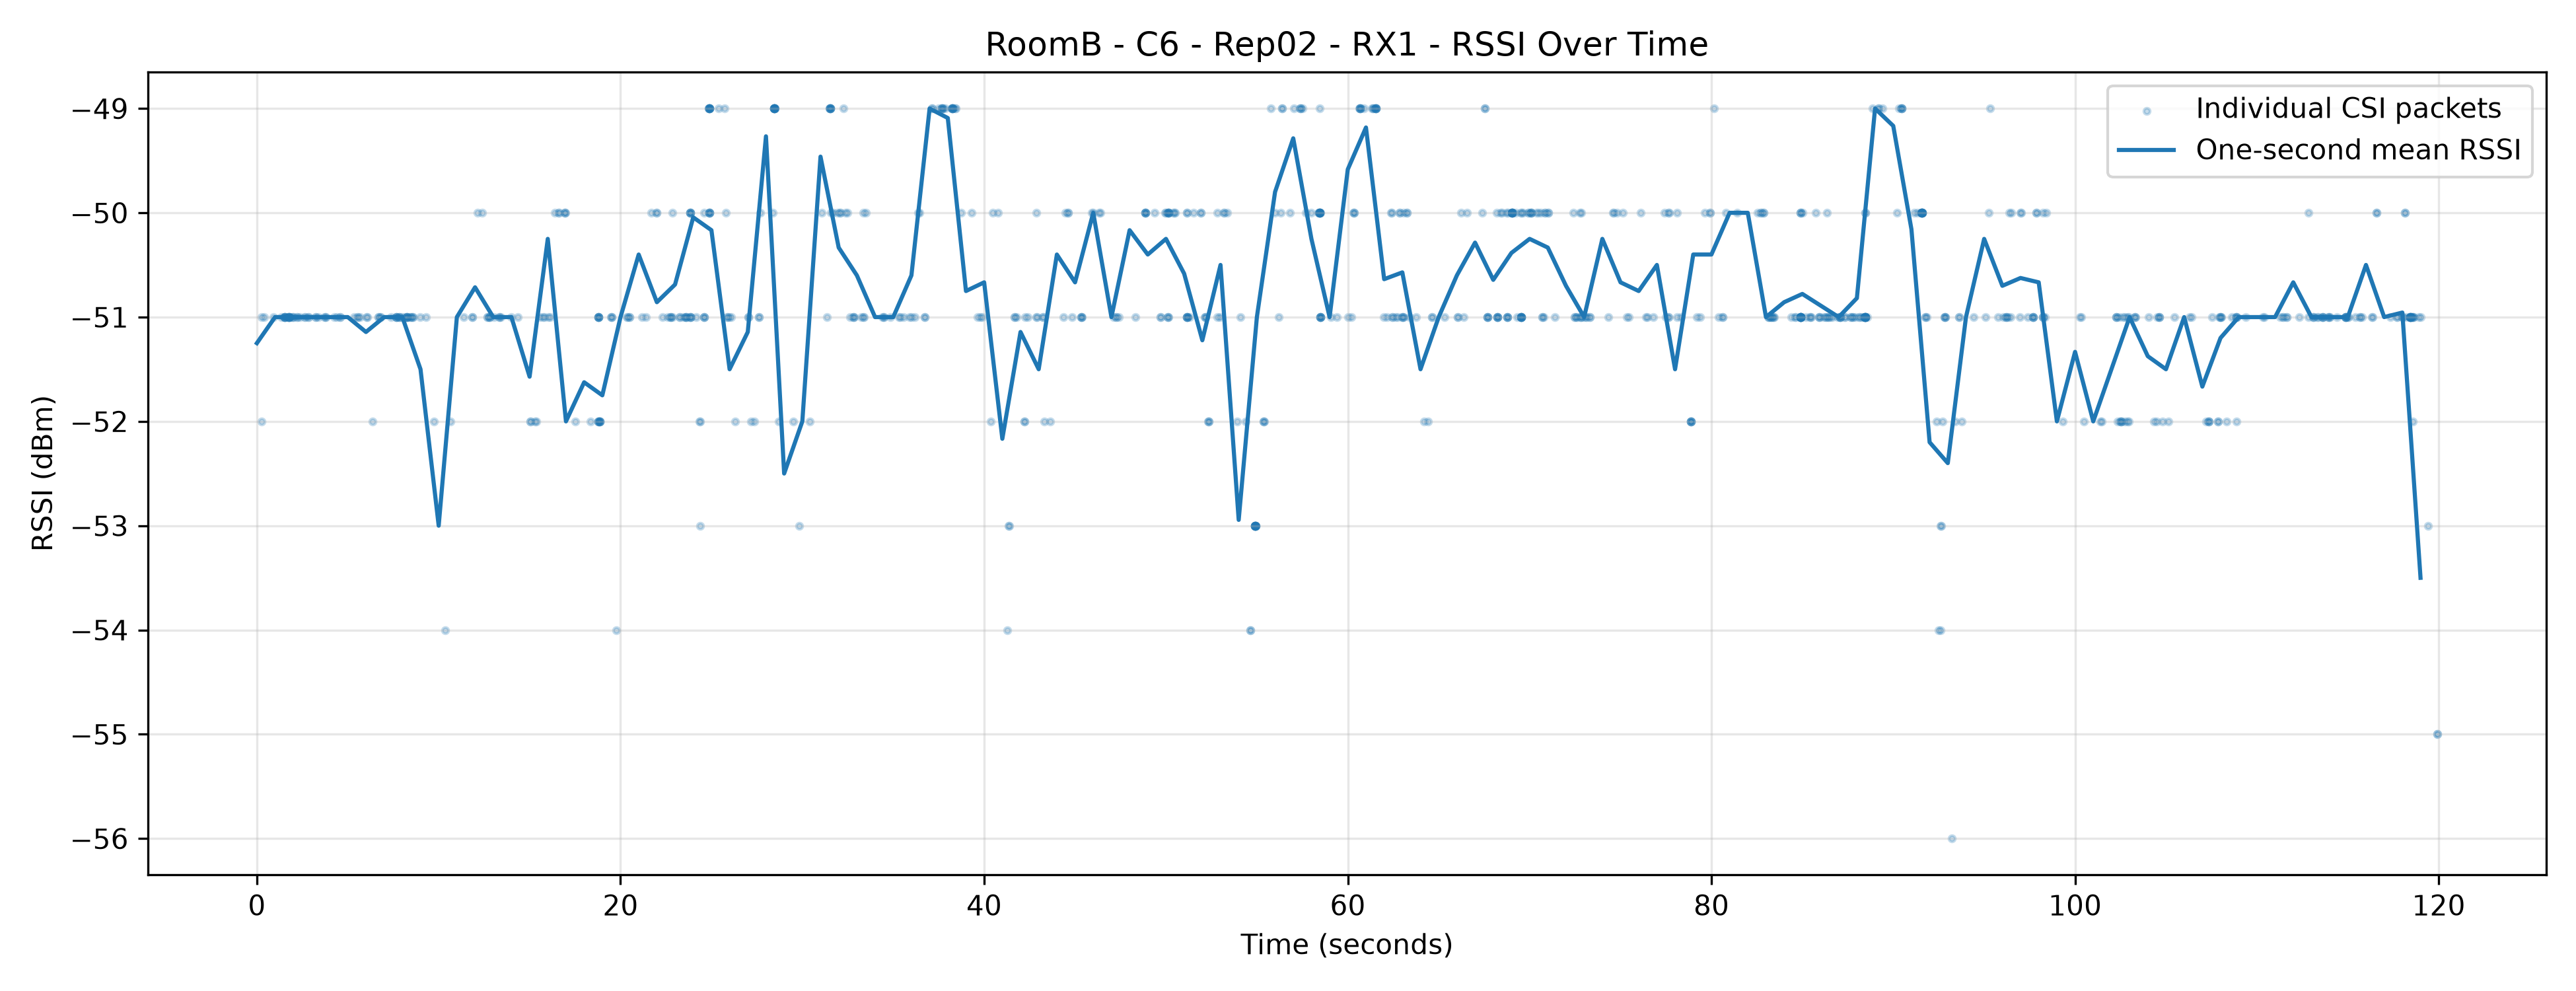 RoomB - C6 - Rep02 - RX1 - RSSI Over Time
Individual CSI packets
One-second mean RSSI
RSSI (dBm)
−49
−50
−51
−52
−53
−54
−55
−56
0 20 40 60 80 100 120
Time (seconds)